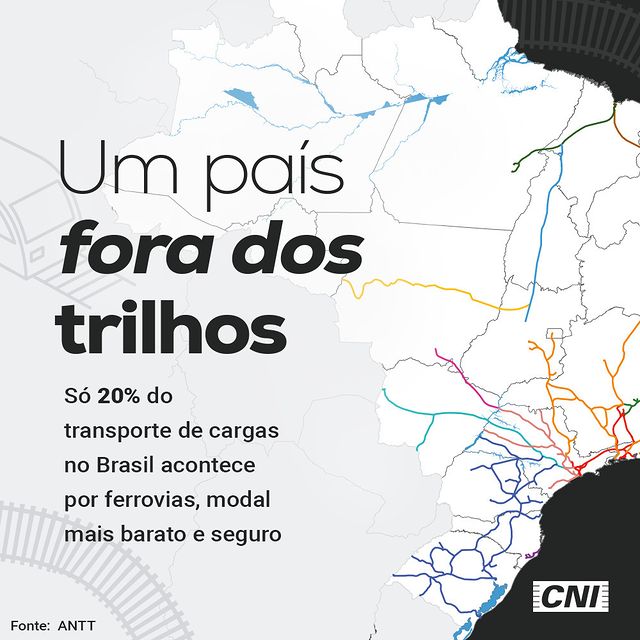 Um país
fora dos
trilhos
Só 20% do
transporte de cargas
no Brasil acontece
por ferrovias, modal
mais barato e seguro
CNI
Fonte: ANTT